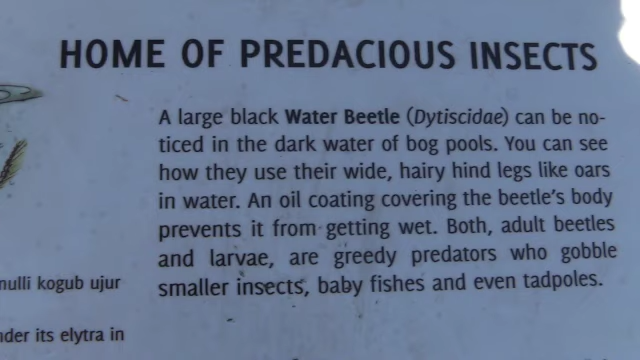 HOME OF PREDACIOUS INSECTS
A large black Water Beetle (Dytiscidae) can be no-
ticed in the dark water of bog pools. You can see
how they use their wide, hairy hind legs like oars
in water. An oil coating covering the beetle's body
prevents it from getting wet. Both, adult beetles
and larvae, are greedy predators who gobble
smaller insects, baby fishes and even tadpoles.
nulli kogub ujur
der its elytra in